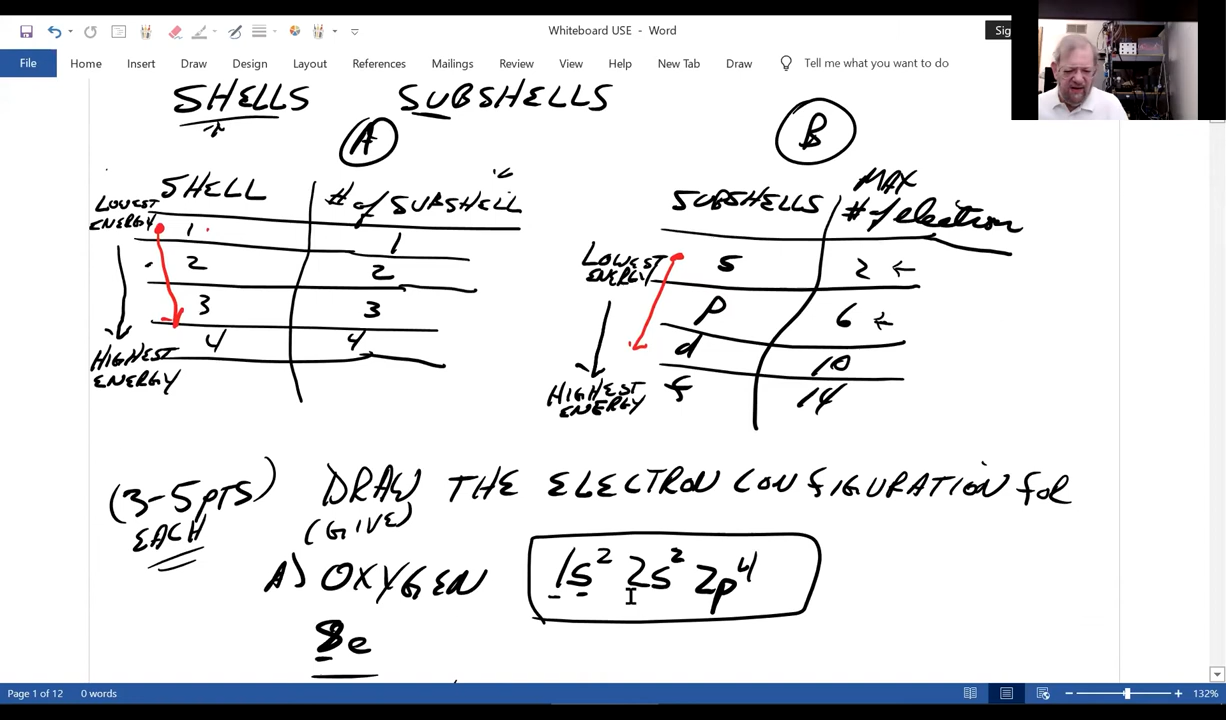 Whiteboard USE - Word
Sig
File Home Insert Draw Design Layout References Mailings Review View Help New Tab Draw Tell me what you want to do
SHELLS SUBSHELLS
A B
SHELL # of SUBSHELL
LOWEST ENERGY
1 1
2 2
3 3
4 4
HIGHEST ENERGY
SUBSHELLS MAX # of electron
LOWEST ENERGY
s 2 ←
p 6 ←
d 10
f 14
HIGHEST ENERGY
(3-5pts) DRAW THE ELECTRON CONFIGURATION for
EACH (GIVE)
A) OXYGEN 1s² 2s² 2p⁴
8e
Page 1 of 12 0 words 132%